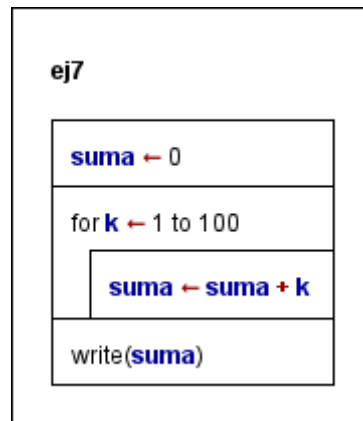 ej7
suma ← 0
for k ← 1 to 100
suma ← suma + k
write(suma)